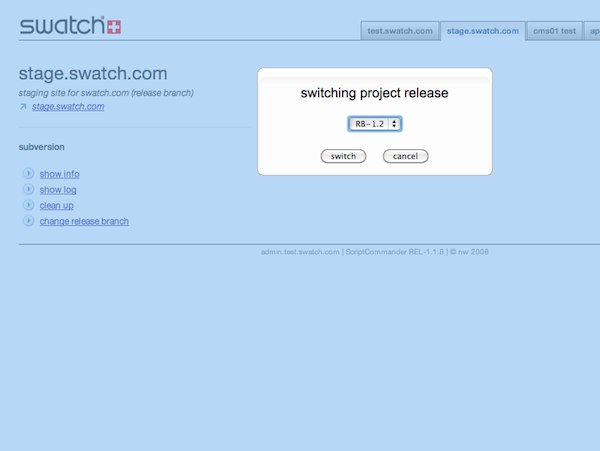 swatch
test.swatch.com
stage.swatch.com
cms01 test
ap
stage.swatch.com
staging site for swatch.com (release branch)
stage.swatch.com
switching project release
RB-1.2
switch
cancel
subversion
show info
show log
clean up
change release branch
admin.test.swatch.com | ScriptCommander REL-1.1.8 | © nw 2008